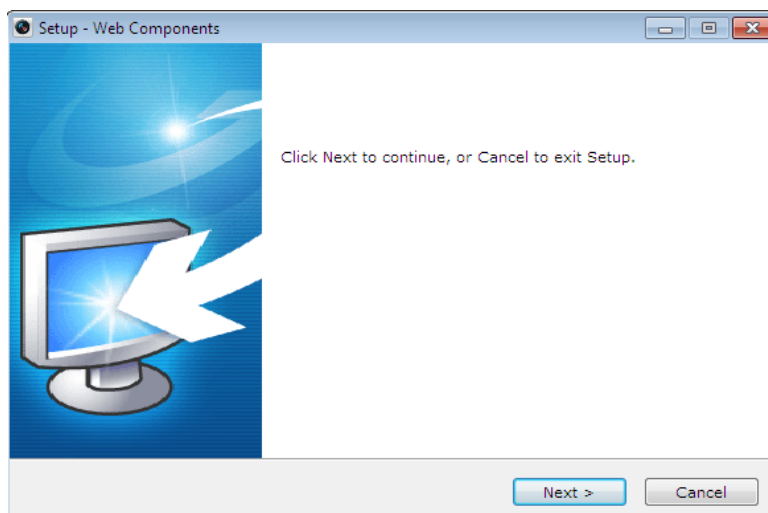 Setup - Web Components
Click Next to continue, or Cancel to exit Setup.
Next >
Cancel